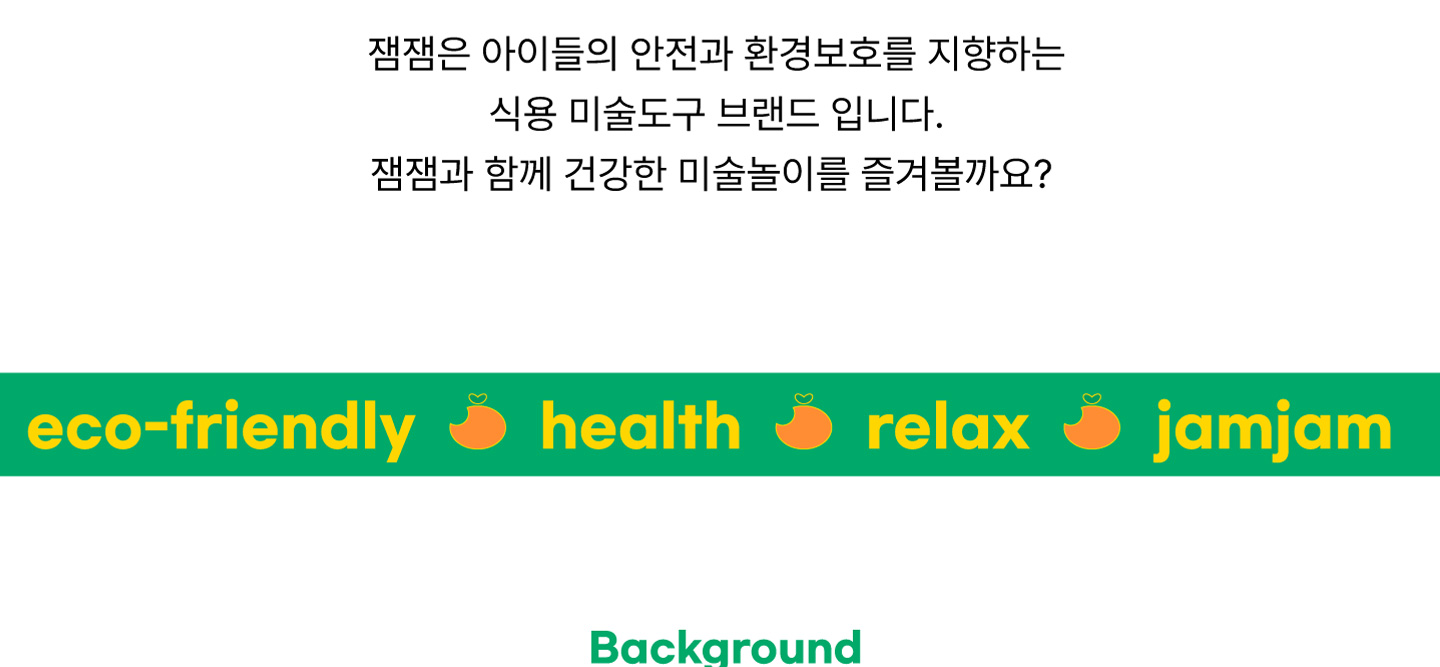 잼잼은 아이들의 안전과 환경보호를 지향하는
식용 미술도구 브랜드 입니다.
잼잼과 함께 건강한 미술놀이를 즐겨볼까요?
eco-friendly health relax jamjam
Background